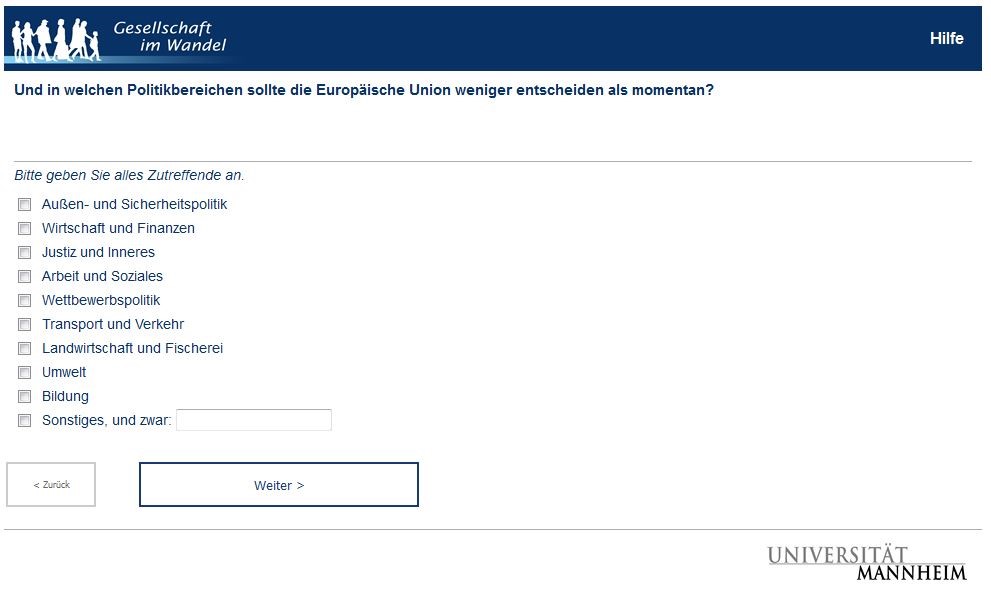 Gesellschaft
im Wandel
Hilfe
Und in welchen Politikbereichen sollte die Europäische Union weniger entscheiden als momentan?
Bitte geben Sie alles Zutreffende an.
Außen- und Sicherheitspolitik
Wirtschaft und Finanzen
Justiz und Inneres
Arbeit und Soziales
Wettbewerbspolitik
Transport und Verkehr
Landwirtschaft und Fischerei
Umwelt
Bildung
Sonstiges, und zwar:
< Zurück
Weiter >
UNIVERSITÄT
MANNHEIM